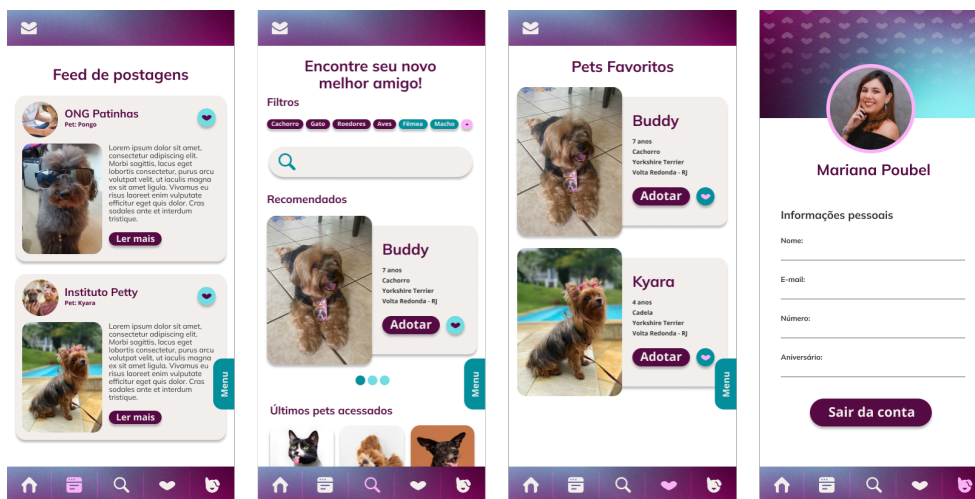 Feed de postagens
ONG Patinhas
Pet: Pongo
Lorem ipsum dolor sit amet,
consectetur adipiscing elit.
Morbi sagittis, lacus eget
lobortis consectetur, purus arcu
volutpat velit, ut iaculis magna
ex sit amet ligula. Vivamus eu
risus laoreet enim vulputate
efficitur eget quis dolor. Cras
sodales ante et interdum
tristique.
Ler mais
Instituto Petty
Pet: Kyara
Lorem ipsum dolor sit amet,
consectetur adipiscing elit.
Morbi sagittis, lacus eget
lobortis consectetur, purus arcu
volutpat velit, ut iaculis magna
ex sit amet ligula. Vivamus eu
risus laoreet enim vulputate
efficitur eget quis dolor. Cras
sodales ante et interdum
tristique.
Ler mais
Menu
Encontre seu novo
melhor amigo!
Filtros
Cachorro Gato Roedores Aves Fêmea Macho +
Recomendados
Buddy
7 anos
Cachorro
Yorkshire Terrier
Volta Redonda - RJ
Adotar
Menu
Últimos pets acessados
Pets Favoritos
Buddy
7 anos
Cachorro
Yorkshire Terrier
Volta Redonda - RJ
Adotar
Kyara
4 anos
Cadela
Yorkshire Terrier
Volta Redonda - RJ
Adotar
Menu
Mariana Poubel
Informações pessoais
Nome:
E-mail:
Número:
Aniversário:
Sair da conta